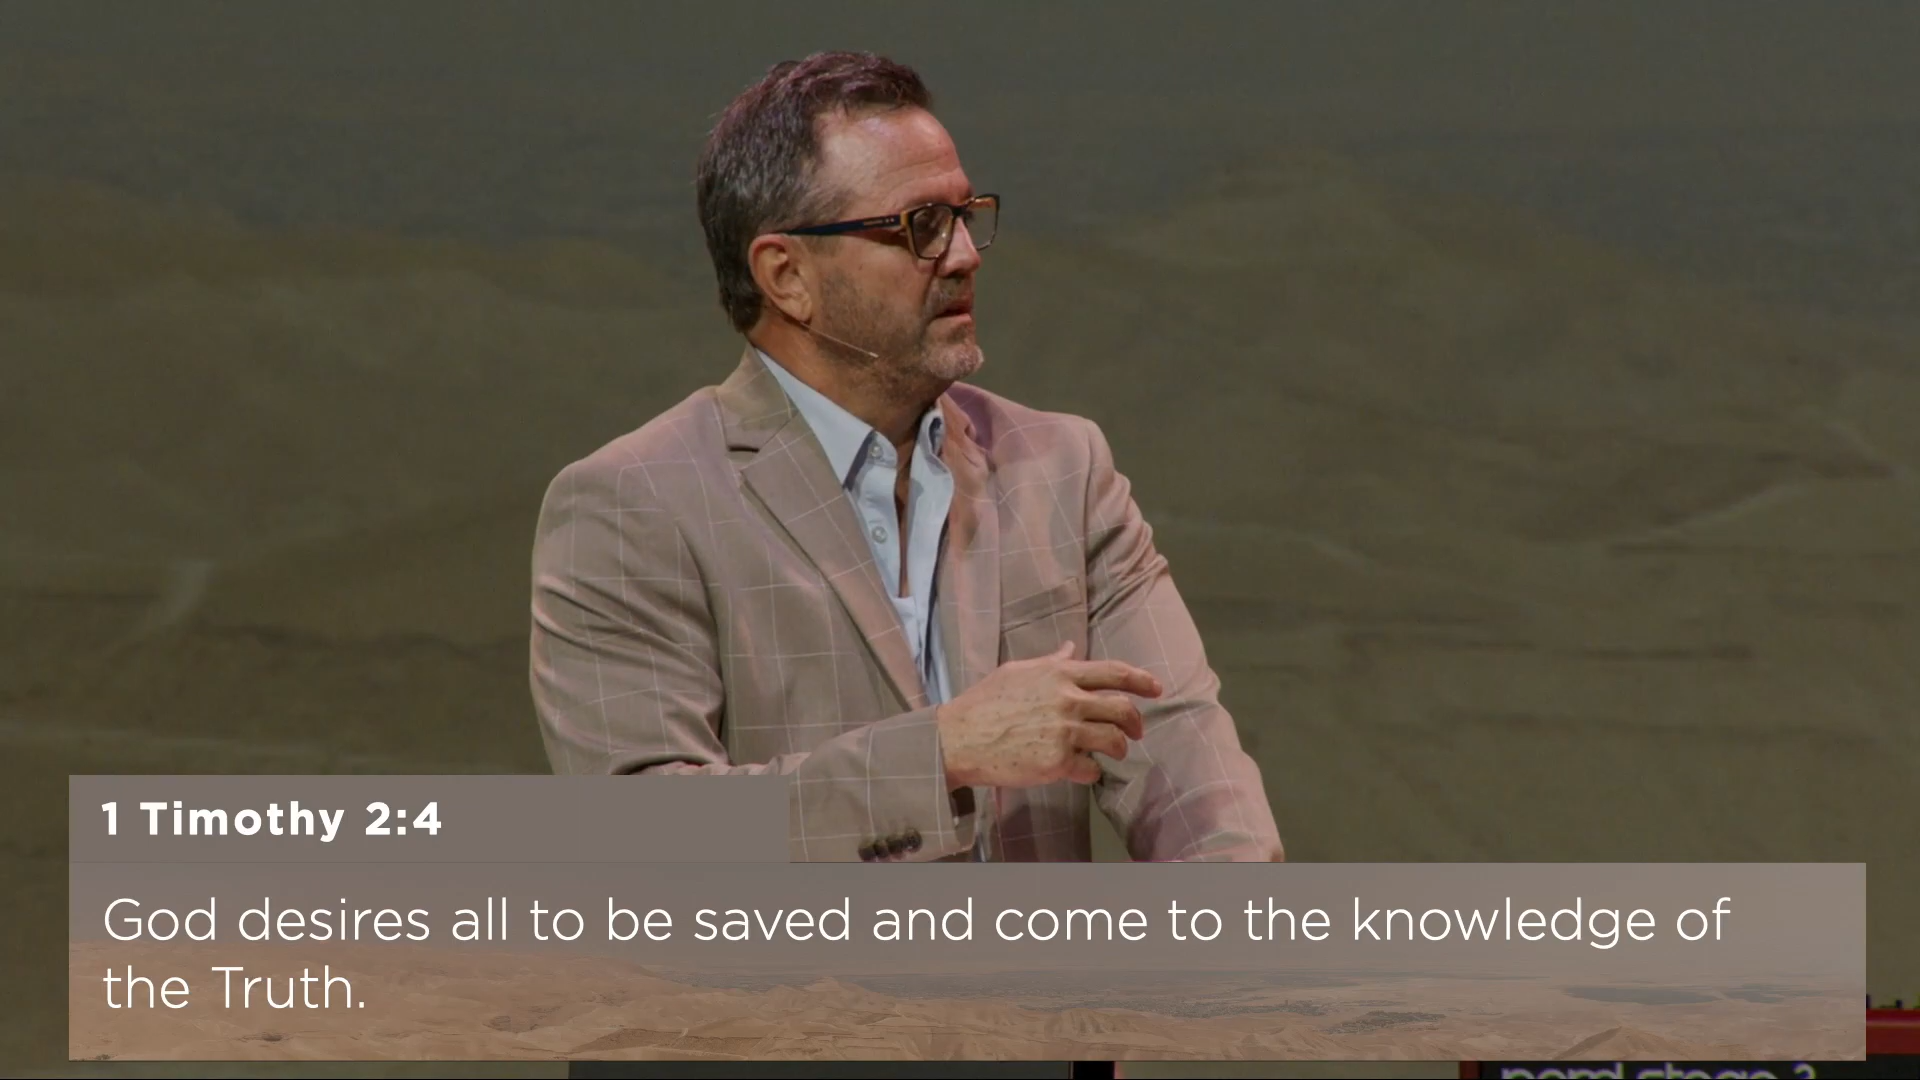 1 Timothy 2:4
God desires all to be saved and come to the knowledge of
the Truth.